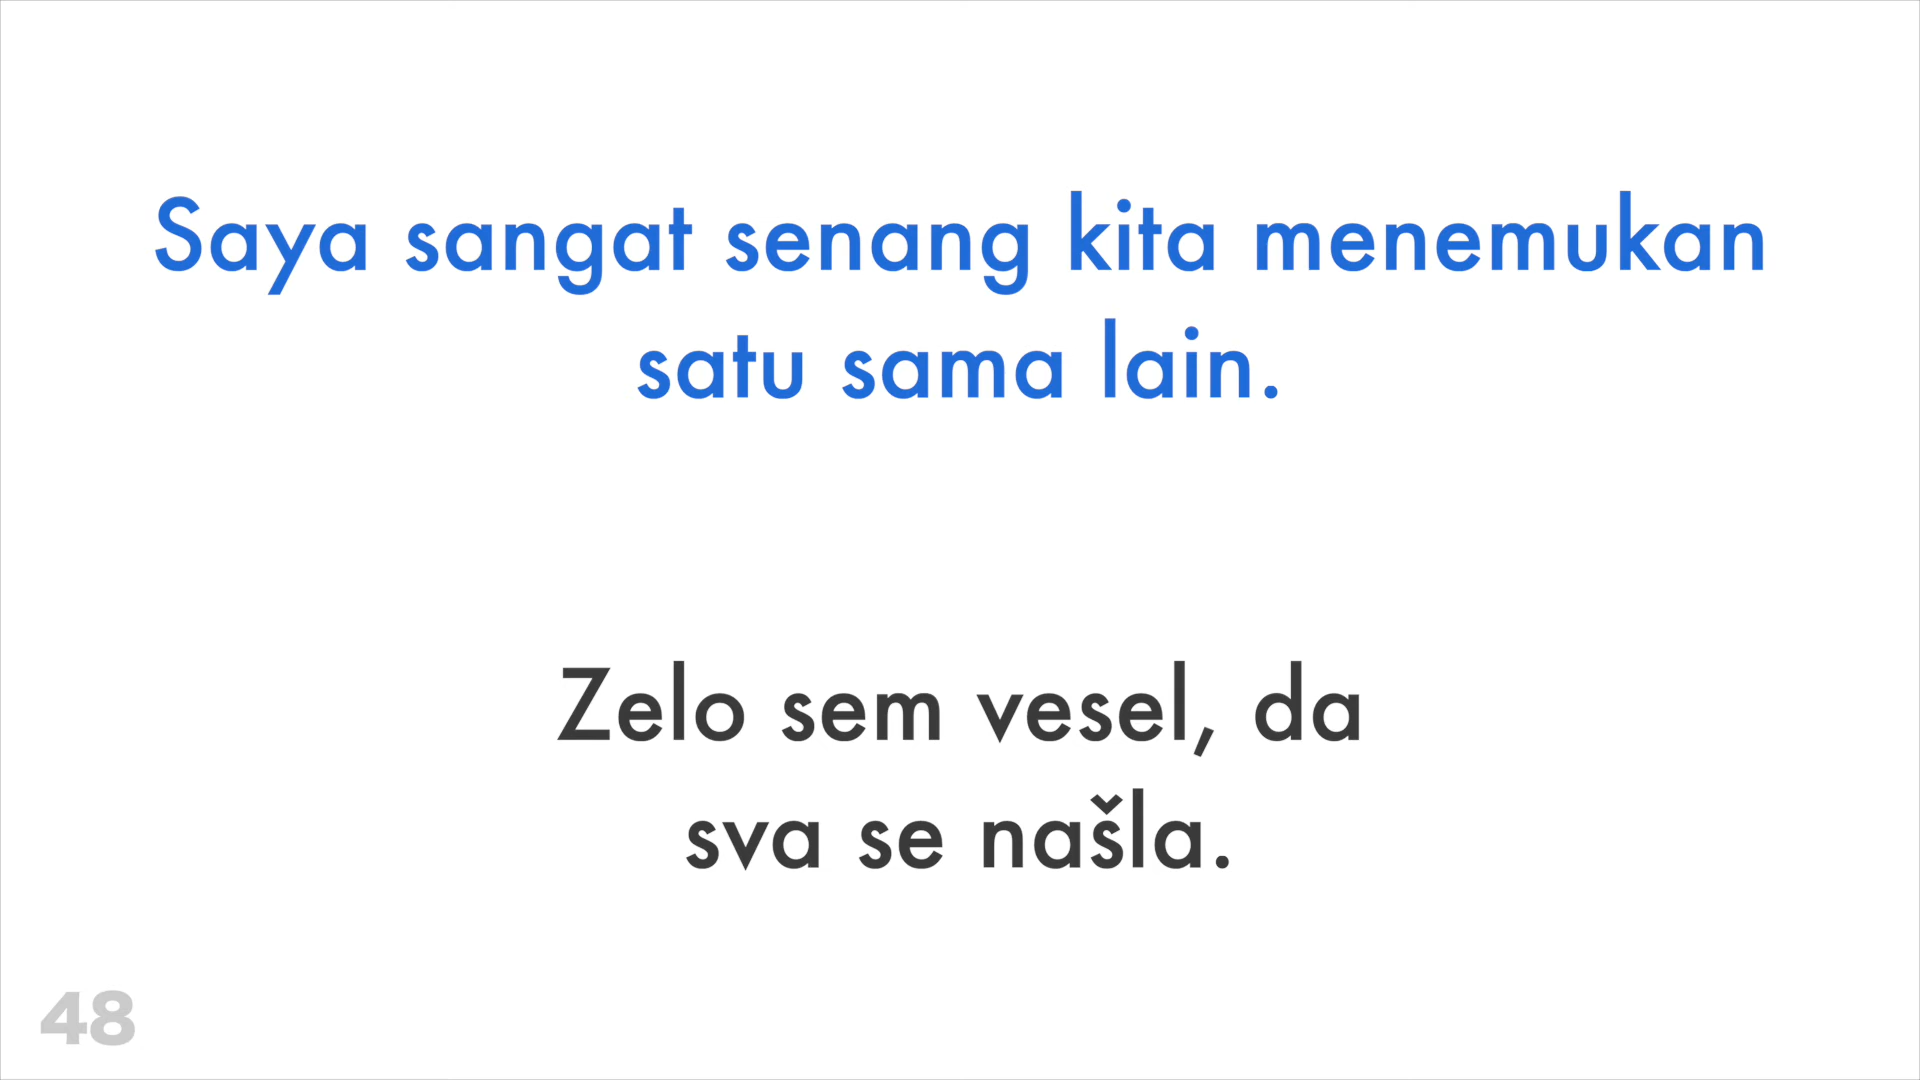 Saya sangat senang kita menemukan
satu sama lain.
Zelo sem vesel, da
sva se našla.
48